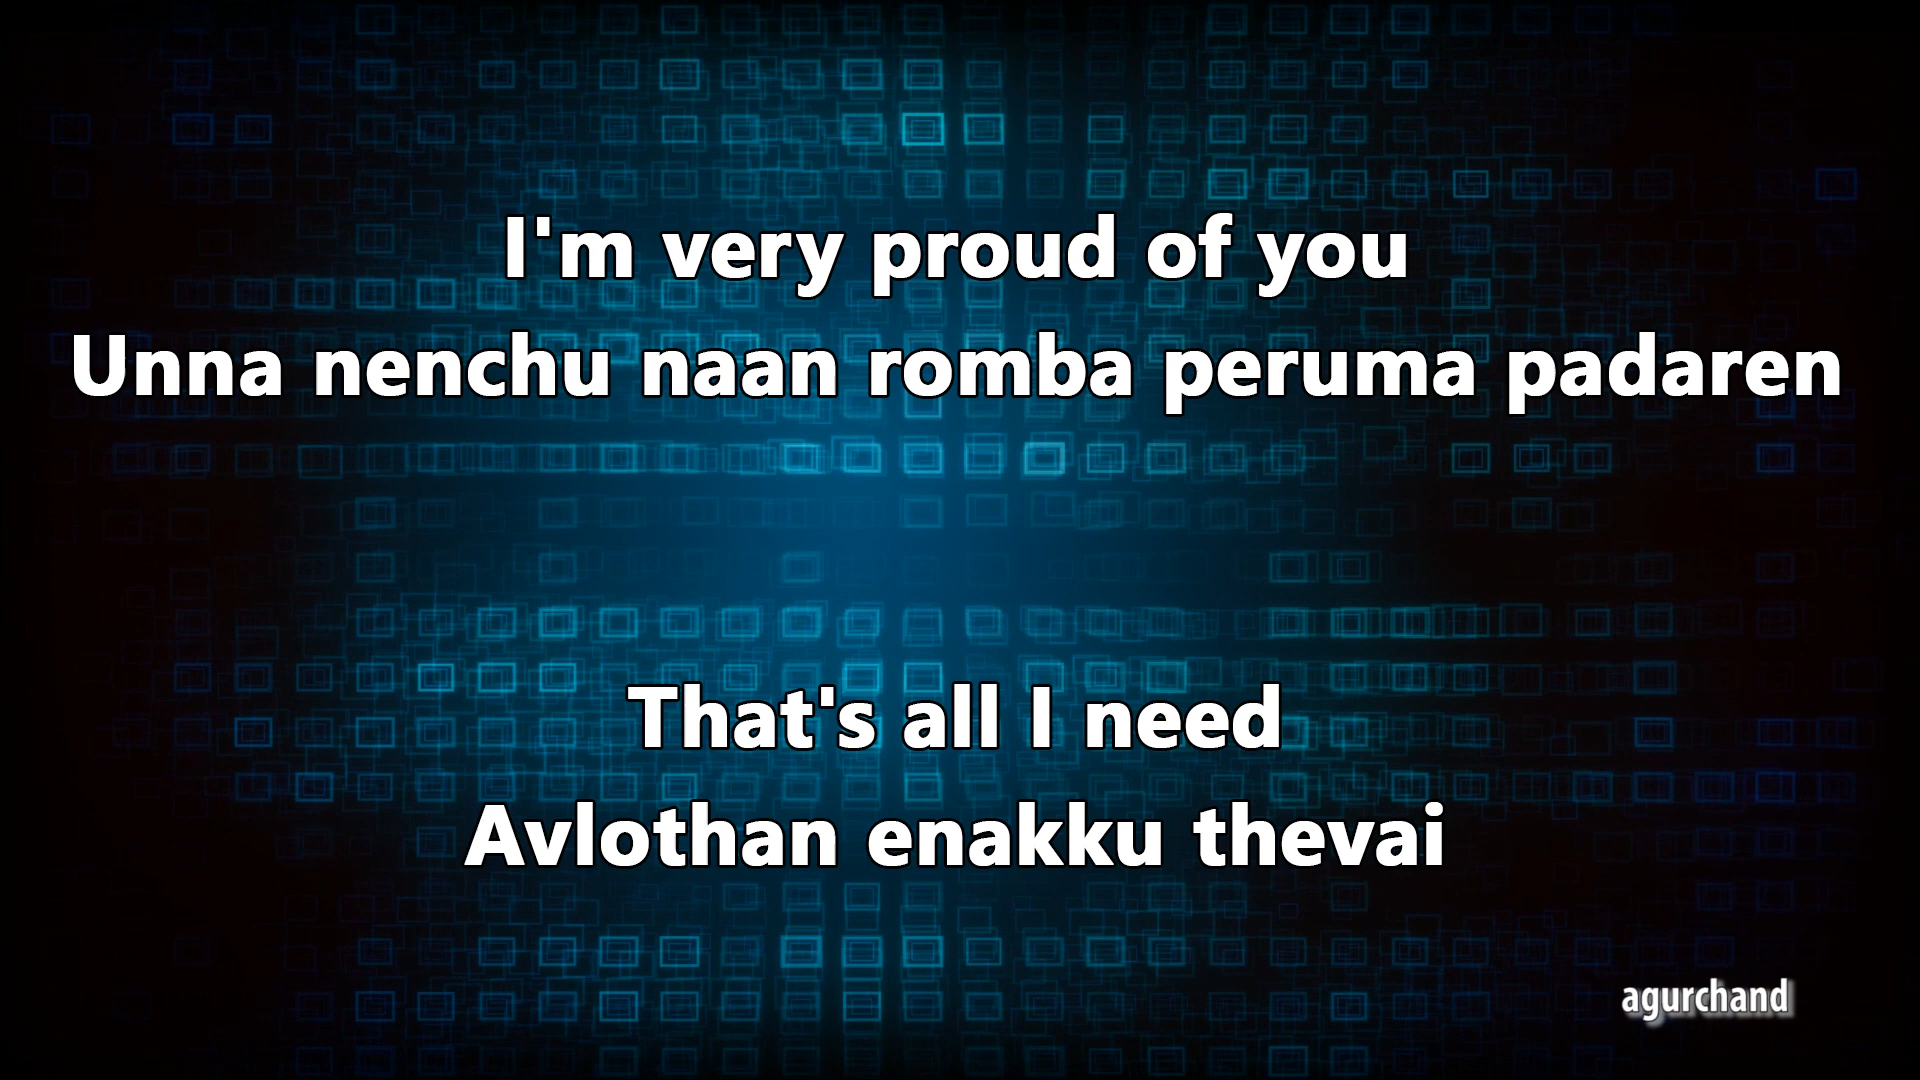 I'm very proud of you
Unna nenchu naan romba peruma padaren
That's all I need
Avlothan enakku thevai
agurchand